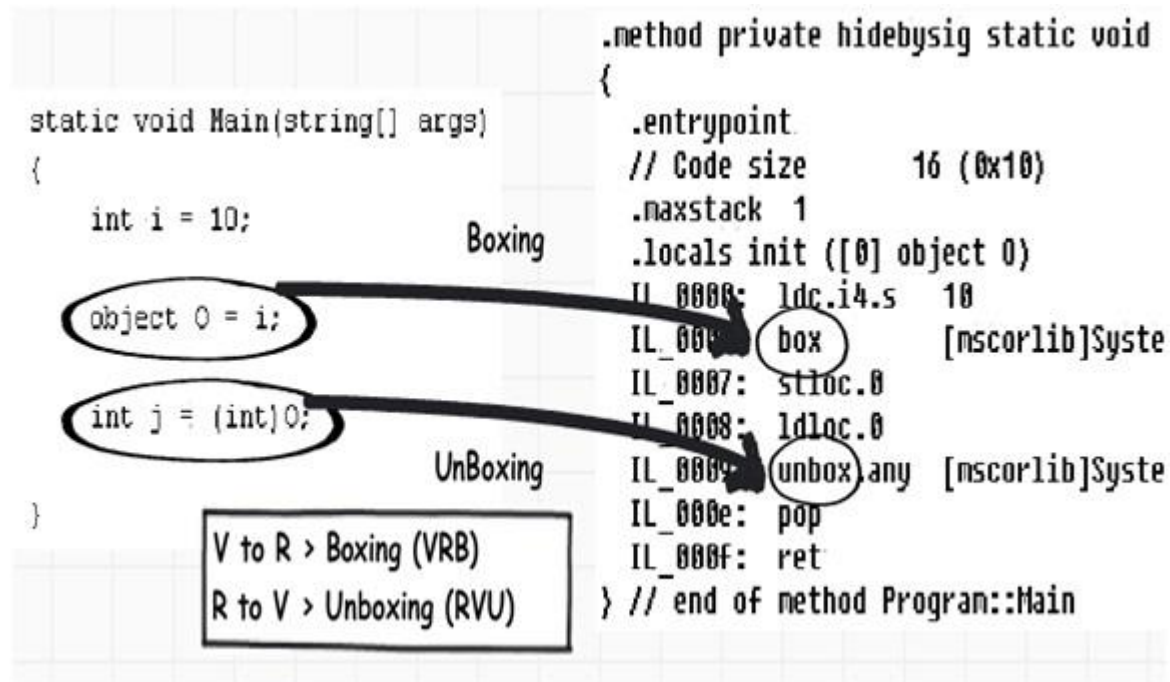 static void Main(string[] args)
{
int i = 10;
object O = i;
int j = (int)O;
}
Boxing
UnBoxing
V to R > Boxing (VRB)
R to V > Unboxing (RVU)
.method private hidebysig static void
{
.entrypoint
// Code size 16 (0x10)
.maxstack 1
.locals init ([0] object O)
IL_0000: ldc.i4.s 10
box [mscorlib]Syste
IL_0007: stloc.0
IL_0008: ldloc.0
IL_0009 unbox.any [mscorlib]Syste
IL_000e: pop
IL_000f: ret
} // end of method Program::Main